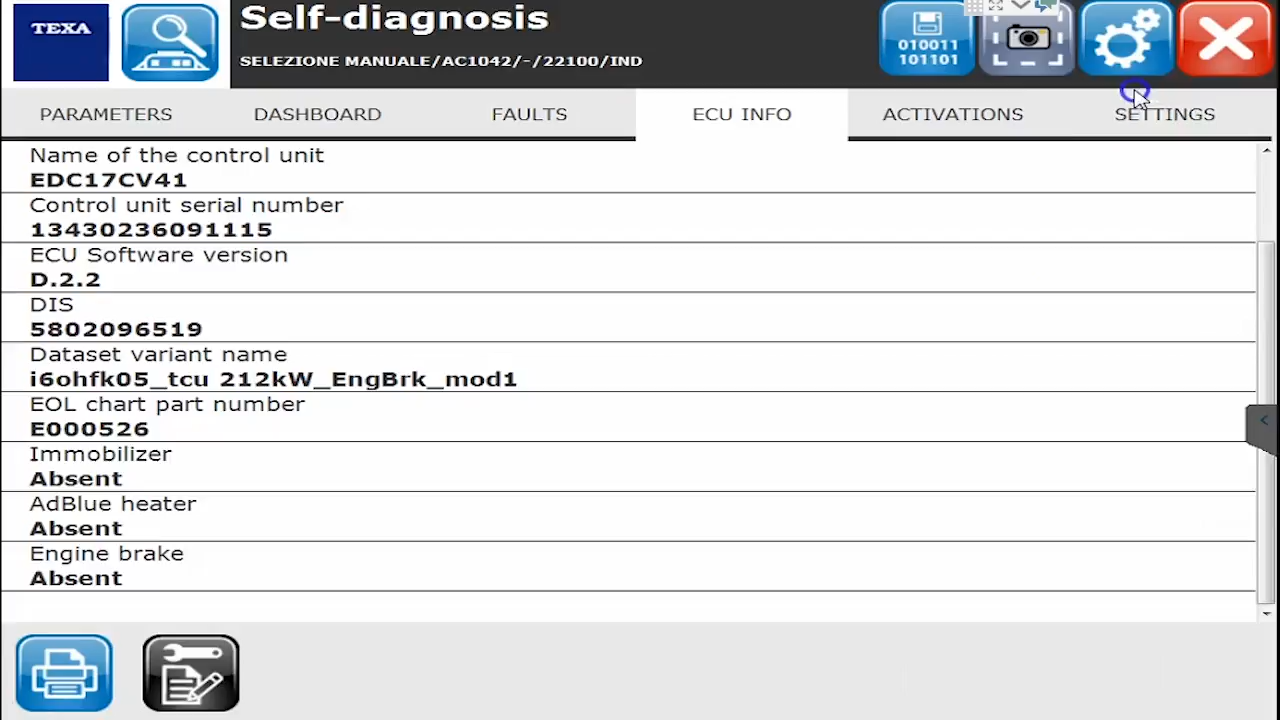 TEXA
Self-diagnosis
SELEZIONE MANUALE/AC1042/-/22100/IND
010011
101101
PARAMETERS
DASHBOARD
FAULTS
ECU INFO
ACTIVATIONS
SETTINGS
Name of the control unit
EDC17CV41
Control unit serial number
13430236091115
ECU Software version
D.2.2
DIS
5802096519
Dataset variant name
i6ohfk05_tcu 212kW_EngBrk_mod1
EOL chart part number
E000526
Immobilizer
Absent
AdBlue heater
Absent
Engine brake
Absent